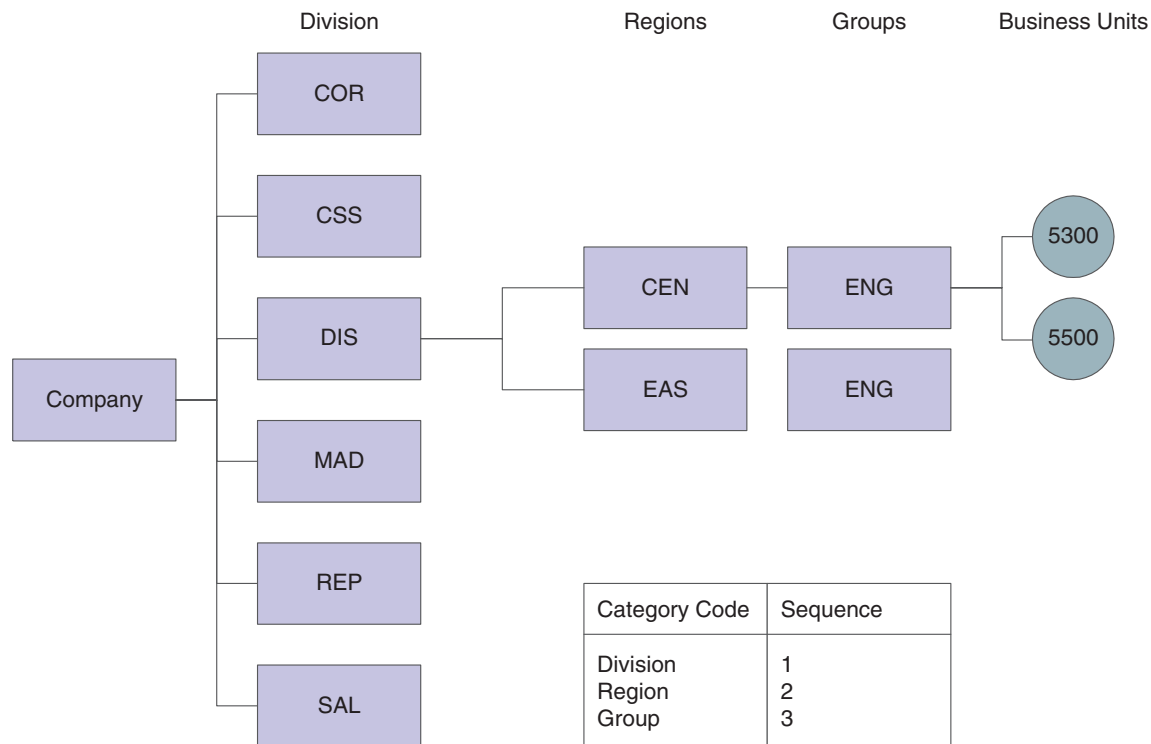 Division Regions Groups Business Units
COR
CSS
5300
CEN ENG
DIS
5500
Company
EAS ENG
MAD
REP
Category Code Sequence
Division 1
Region 2
Group 3
SAL